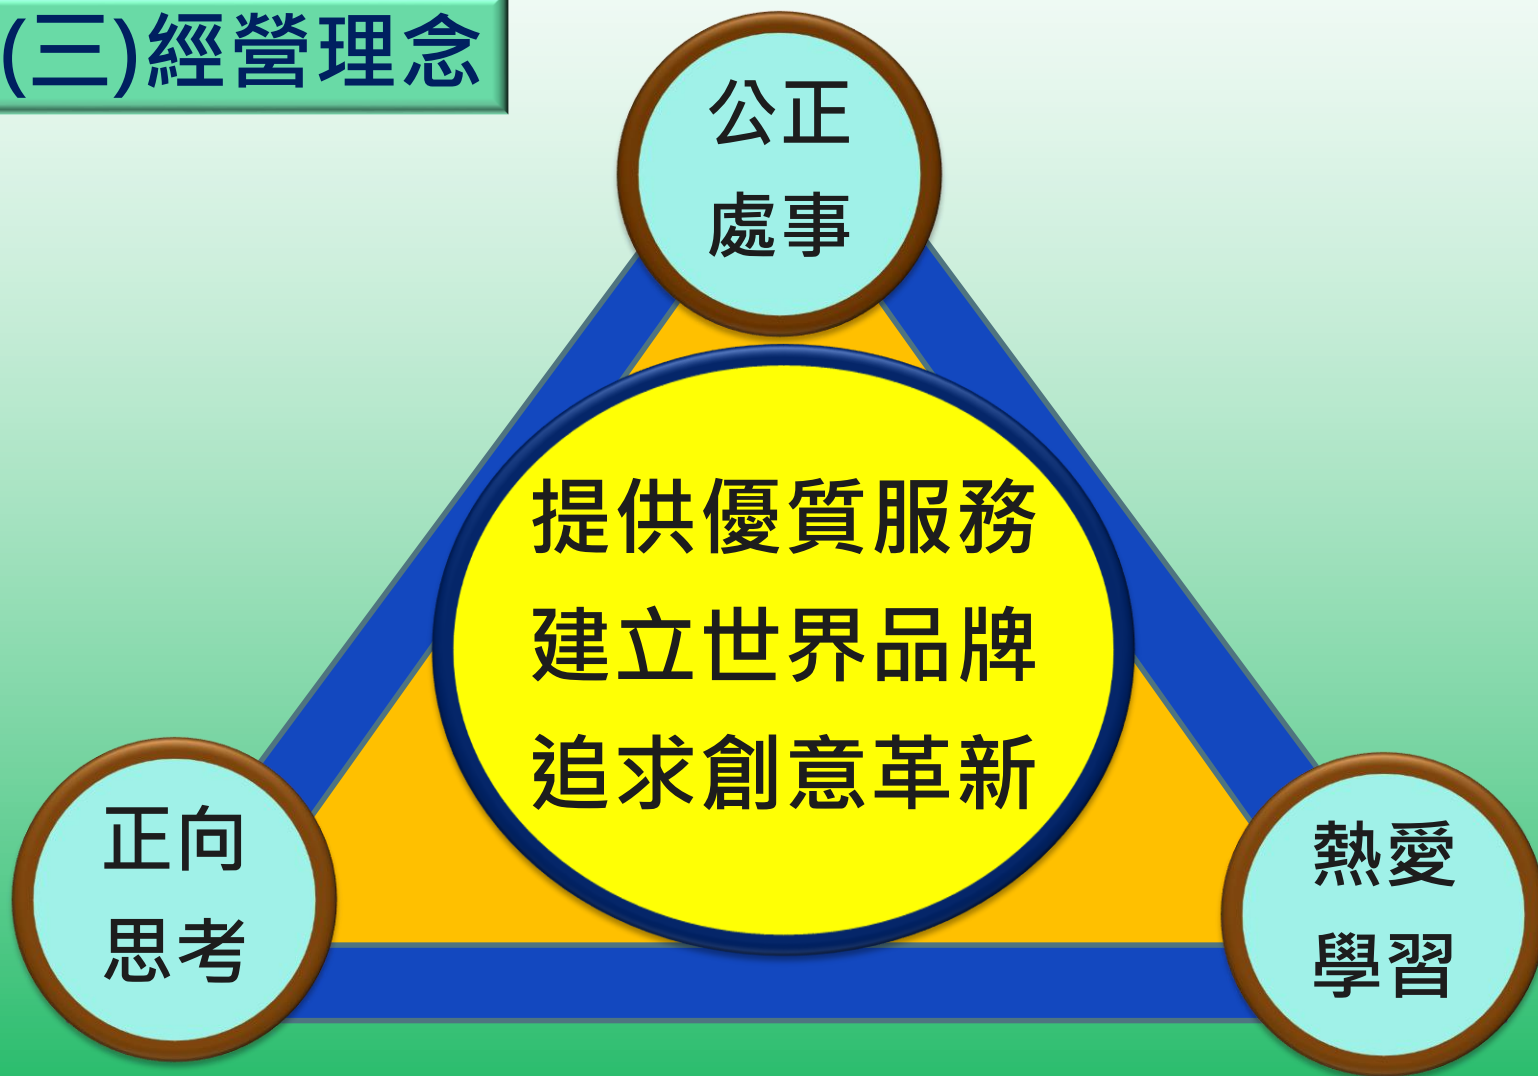 (三)經營理念
公正
處事
提供優質服務
建立世界品牌
追求創意革新
正向
思考
熱愛
學習